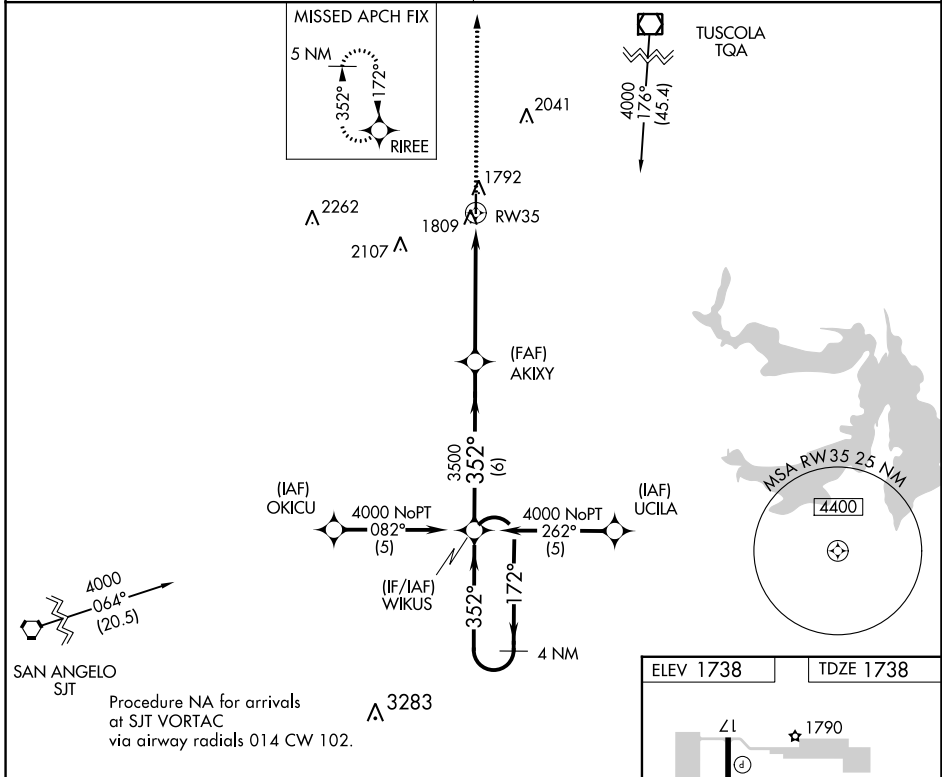 MISSED APCH FIX
5 NM
352°
172°
RIREE
TUSCOLA
TQA
4000
176°
(45.4)
2041
1792
2262
1809
RW35
2107
(FAF)
AKIXY
3500
352°
(6)
MSA RW35 25 NM
4400
(IAF)
OKICU
4000 NoPT
082°
(5)
(IAF)
UCILA
4000 NoPT
262°
(5)
(IF/IAF)
WIKUS
352°
172°
4 NM
4000
064°
(20.5)
SAN ANGELO
SJT
Procedure NA for arrivals
at SJT VORTAC
via airway radials 014 CW 102.
3283
ELEV 1738
TDZE 1738
17
1790
P